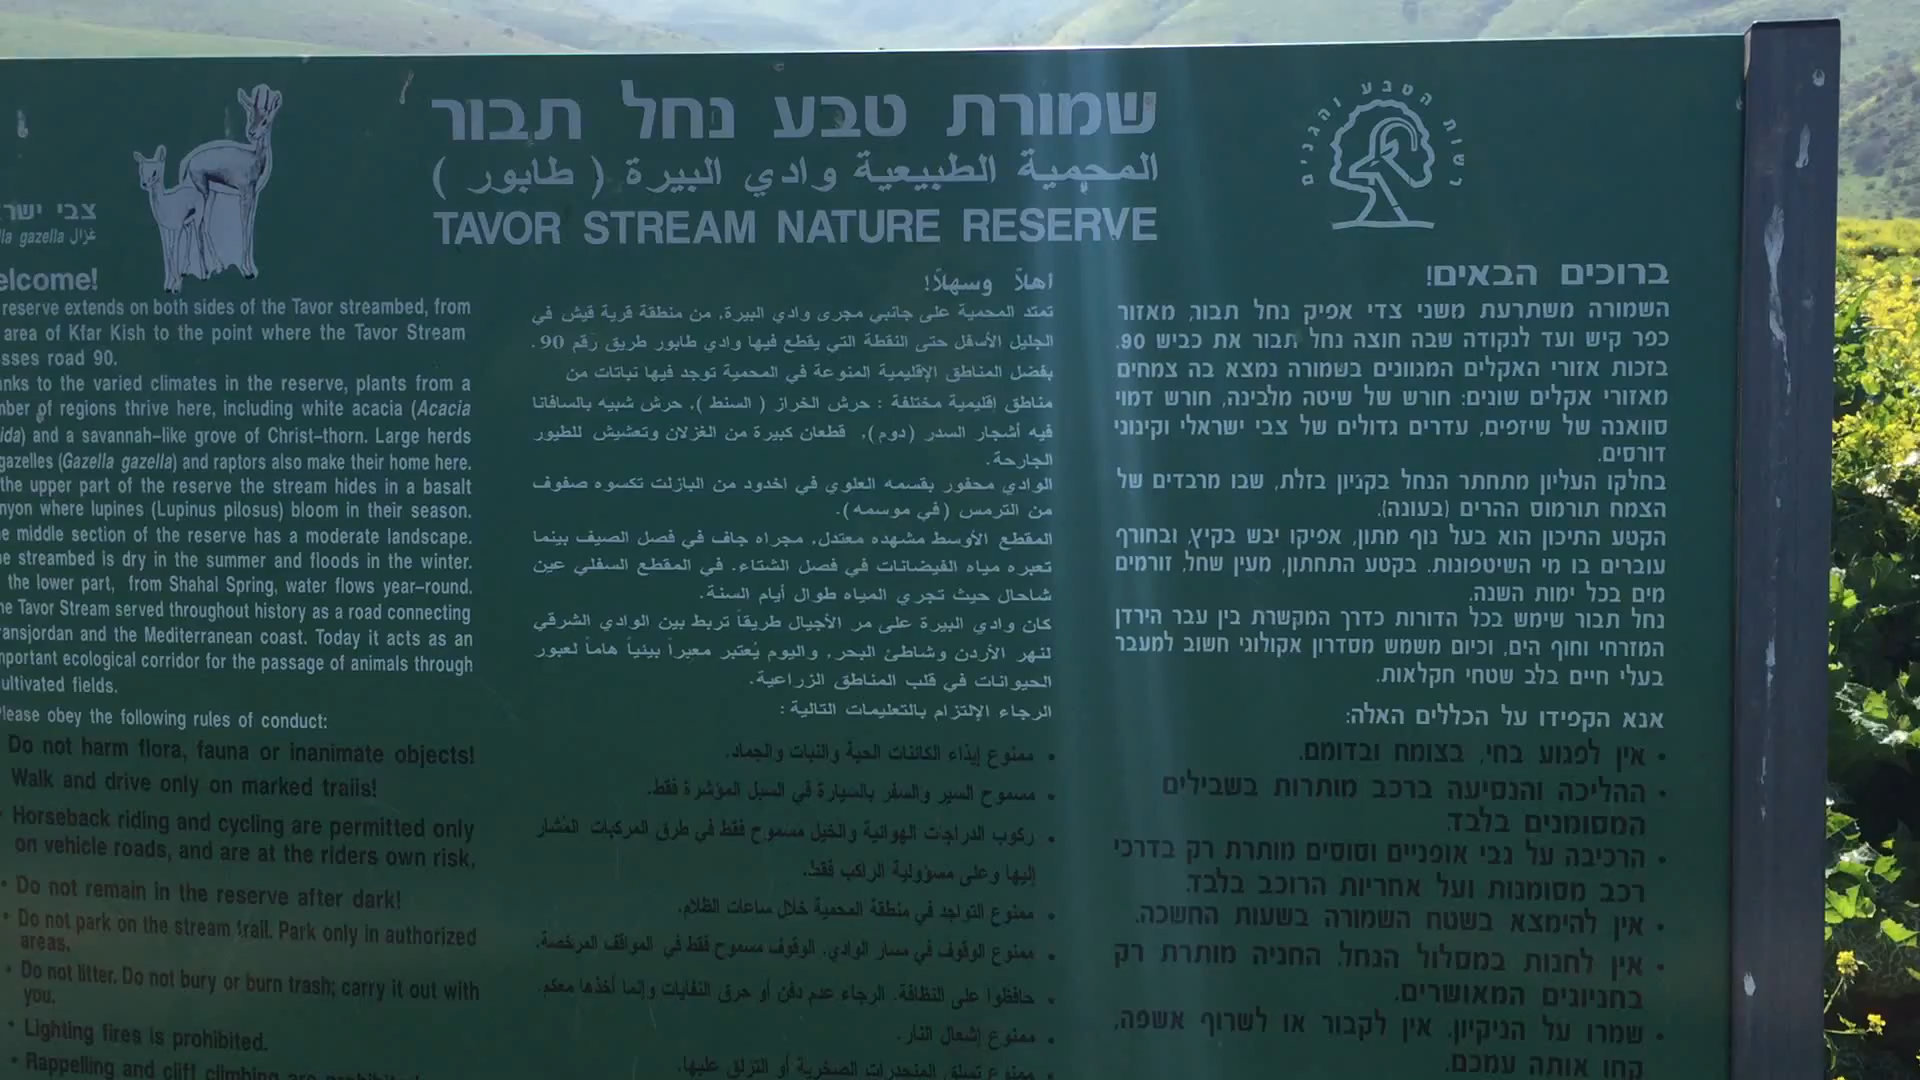 שמורת טבע נחל תבור
المحمية الطبيعية وادي البيرة ( طابور )
TAVOR STREAM NATURE RESERVE
רשות הטבע והגנים
צבי ישר
lla gazella غزال
ברוכים הבאים!
השמורה משתרעת משני צדי אפיק נחל תבור, מאזור
כפר קיש ועד לנקודה שבה חוצה נחל תבור את כביש 90.
בזכות אזורי האקלים המגוונים בשמורה נמצא בה צמחים
מאזורי אקלים שונים: חורש של שיטה מלבינה, חורש דמוי
סוואנה של שיזפים, עדרים גדולים של צבי ישראלי וקינוני
דורסים.
בחלקו העליון מתחתר הנחל בקניון בזלת, שבו מרבדים של
הצמח תורמוס ההרים (בעונה).
הקטע התיכון הוא בעל נוף מתון, אפיקו יבש בקיץ, ובחורף
עוברים בו מי השיטפונות. בקטע התחתון, מעין שחל, זורמים
מים בכל ימות השנה.
נחל תבור שימש בכל הדורות כדרך המקשרת בין עבר הירדן
המזרחי וחוף הים, וכיום משמש מסדרון אקולוגי חשוב למעבר
בעלי חיים בלב שטחי חקלאות.
אנא הקפידו על הכללים האלה:
• אין לפגוע בחי, בצומח ובדומם.
• ההליכה והנסיעה ברכב מותרות בשבילים
המסומנים בלבד.
• הרכיבה על גבי אופניים וסוסים מותרת רק בדרכי
רכב מסומנות ועל אחריות הרוכב בלבד.
• אין להימצא בשטח השמורה בשעות החשכה.
• אין לחנות במסלול הנחל. החניה מותרת רק
בחניונים המאושרים.
• שמרו על הניקיון. אין לקבור או לשרוף אשפה,
קחו אותה עמכם.
اهلاً وسهلاً!
تمتد المحمية على جانبي مجرى وادي البيرة, من منطقة قرية قيش في
الجليل الأسفل حتى النقطة التي يقطع فيها وادي طابور طريق رقم 90.
بفضل المناطق الإقليمية المنوعة في المحمية توجد فيها نباتات من
مناطق إقليمية مختلفة : حرش الخراز ( السنط ), حرش شبيه بالسافانا
فيه أشجار السدر (دوم), قطعان كبيرة من الغزلان وتعشيش للطيور
الجارحة.
الوادي محفور بقسمه العلوي في اخدود من البازلت تكسوه صفوف
من الترمس (في موسمه).
المقطع الأوسط مشهده معتدل, مجراه جاف في فصل الصيف بينما
تعبره مياه الفيضانات في فصل الشتاء. في المقطع السفلي عين
شاحال حيث تجري المياه طوال أيام السنة.
كان وادي البيرة على مر الأجيال طريقاً تربط بين الوادي الشرقي
لنهر الأردن وشاطئ البحر, واليوم يُعتبر معبراً بينياً هاماً لعبور
الحيوانات في قلب المناطق الزراعية.
الرجاء الإلتزام بالتعليمات التالية :
• ممنوع إيذاء الكائنات الحية والنبات والجماد.
• مسموح السير والسفر بالسيارة في السبل المؤشرة فقط.
• ركوب الدراجات الهوائية والخيل مسموح فقط في طرق المركبات المُشار
إليها وعلى مسؤولية الراكب فقط.
• ممنوع التواجد في منطقة المحمية خلال ساعات الظلام.
• ممنوع الوقوف في مسار الوادي. الوقوف مسموح فقط في المواقف المرخصة.
• حافظوا على النظافة. الرجاء عدم دفن أو حرق النفايات وإنما أخذها معكم.
• ممنوع إشعال النار.
• ممنوع تسلق المنحدرات الصخرية أو التزلق عليها.
elcome!
reserve extends on both sides of the Tavor streambed, from
area of Kfar Kish to the point where the Tavor Stream
sses road 90.
anks to the varied climates in the reserve, plants from a
mber of regions thrive here, including white acacia (Acacia
ida) and a savannah–like grove of Christ–thorn. Large herds
gazelles (Gazella gazella) and raptors also make their home here.
the upper part of the reserve the stream hides in a basalt
nyon where lupines (Lupinus pilosus) bloom in their season.
e middle section of the reserve has a moderate landscape.
e streambed is dry in the summer and floods in the winter.
the lower part, from Shahal Spring, water flows year–round.
he Tavor Stream served throughout history as a road connecting
ransjordan and the Mediterranean coast. Today it acts as an
mportant ecological corridor for the passage of animals through
ultivated fields.
Please obey the following rules of conduct:
Do not harm flora, fauna or inanimate objects!
Walk and drive only on marked trails!
• Horseback riding and cycling are permitted only
on vehicle roads, and are at the riders own risk,
• Do not remain in the reserve after dark!
• Do not park on the stream trail. Park only in authorized
areas,
• Do not litter. Do not bury or burn trash; carry it out with
you.
• Lighting fires is prohibited.
• Rappelling and cliff climbing are